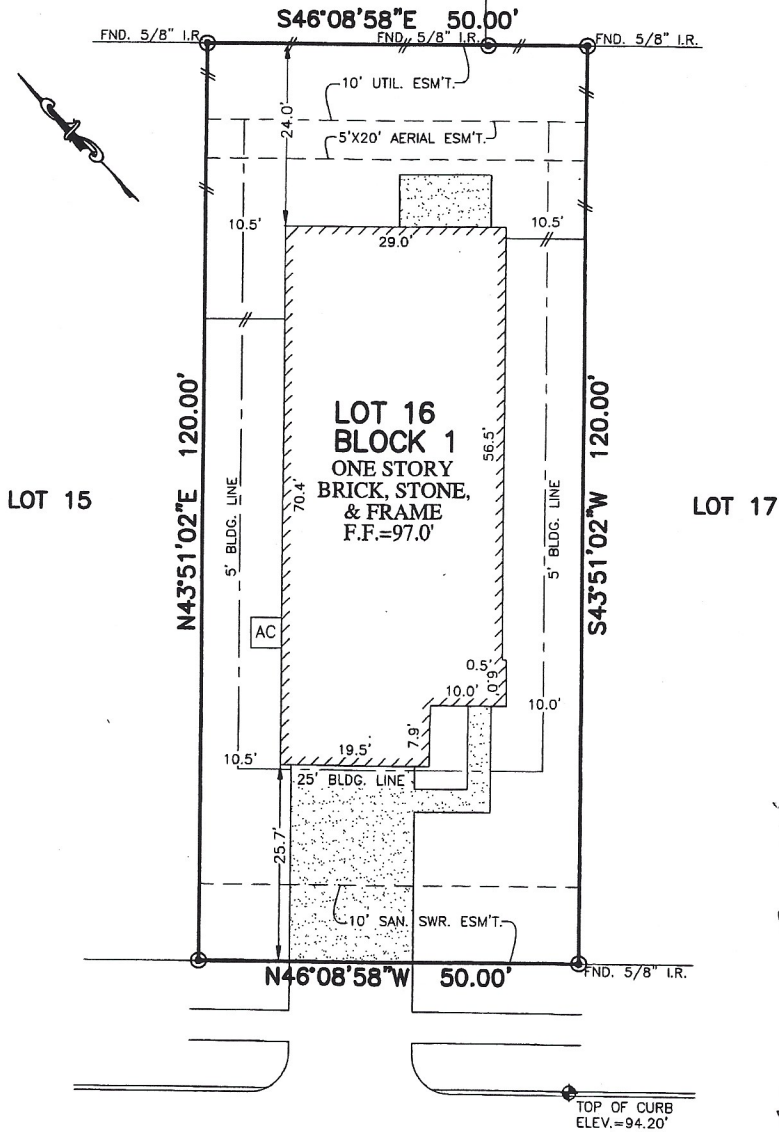 S46°08'58"E 50.00'
FND. 5/8" I.R.
FND. 5/8" I.R.
FND. 5/8" I.R.
10' UTIL. ESM'T.
24.0'
5'X20' AERIAL ESM'T.
10.5'
10.5'
29.0'
N43°51'02"E 120.00'
S43°51'02"W 120.00'
LOT 16
BLOCK 1
ONE STORY
BRICK, STONE,
& FRAME
F.F.=97.0'
56.5'
70.4'
LOT 15
LOT 17
5' BLDG. LINE
5' BLDG. LINE
AC
0.5'
6.0'
10.0'
10.0'
7.9'
19.5'
10.5'
25' BLDG. LINE
25.7'
10' SAN. SWR. ESM'T.
N46°08'58"W 50.00'
FND. 5/8" I.R.
TOP OF CURB
ELEV.=94.20'